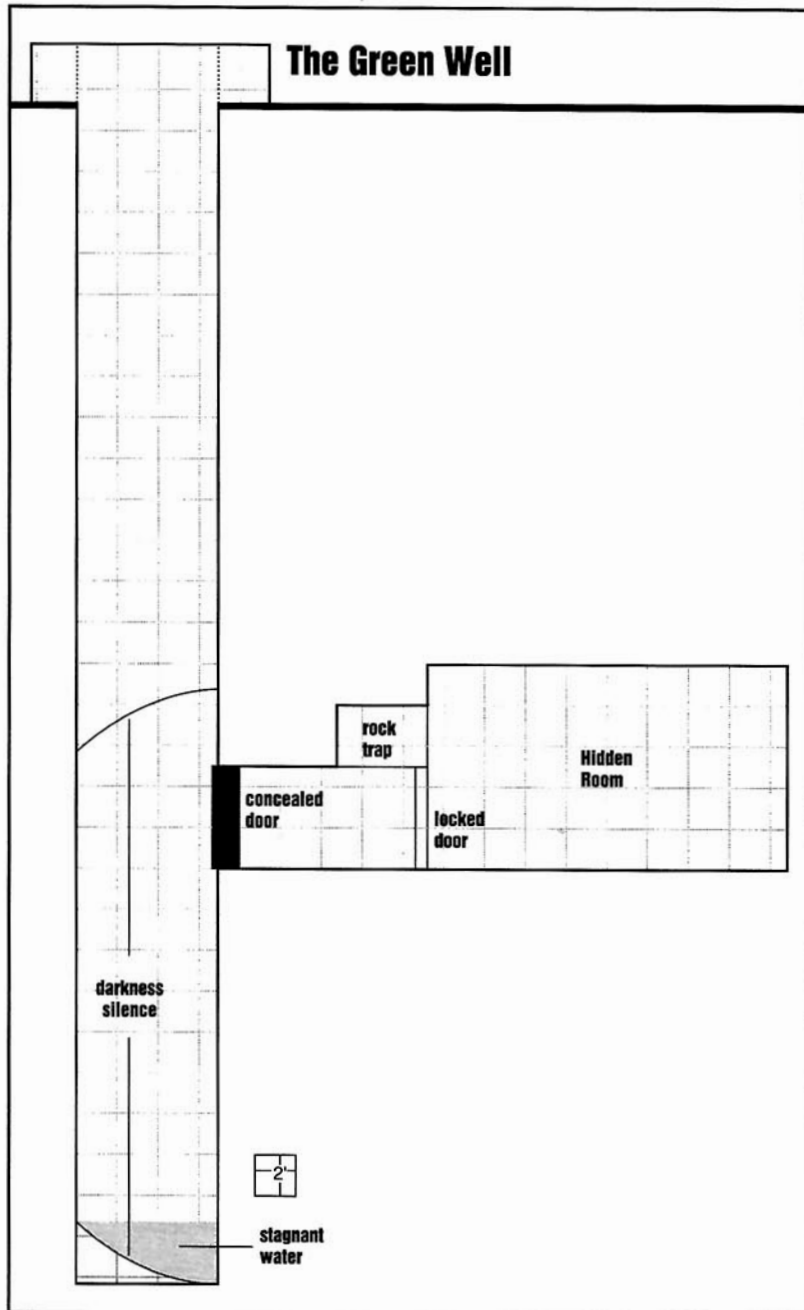 The Green Well
rock
trap
Hidden
Room
concealed
door
locked
door
darkness
silence
2'
stagnant
water